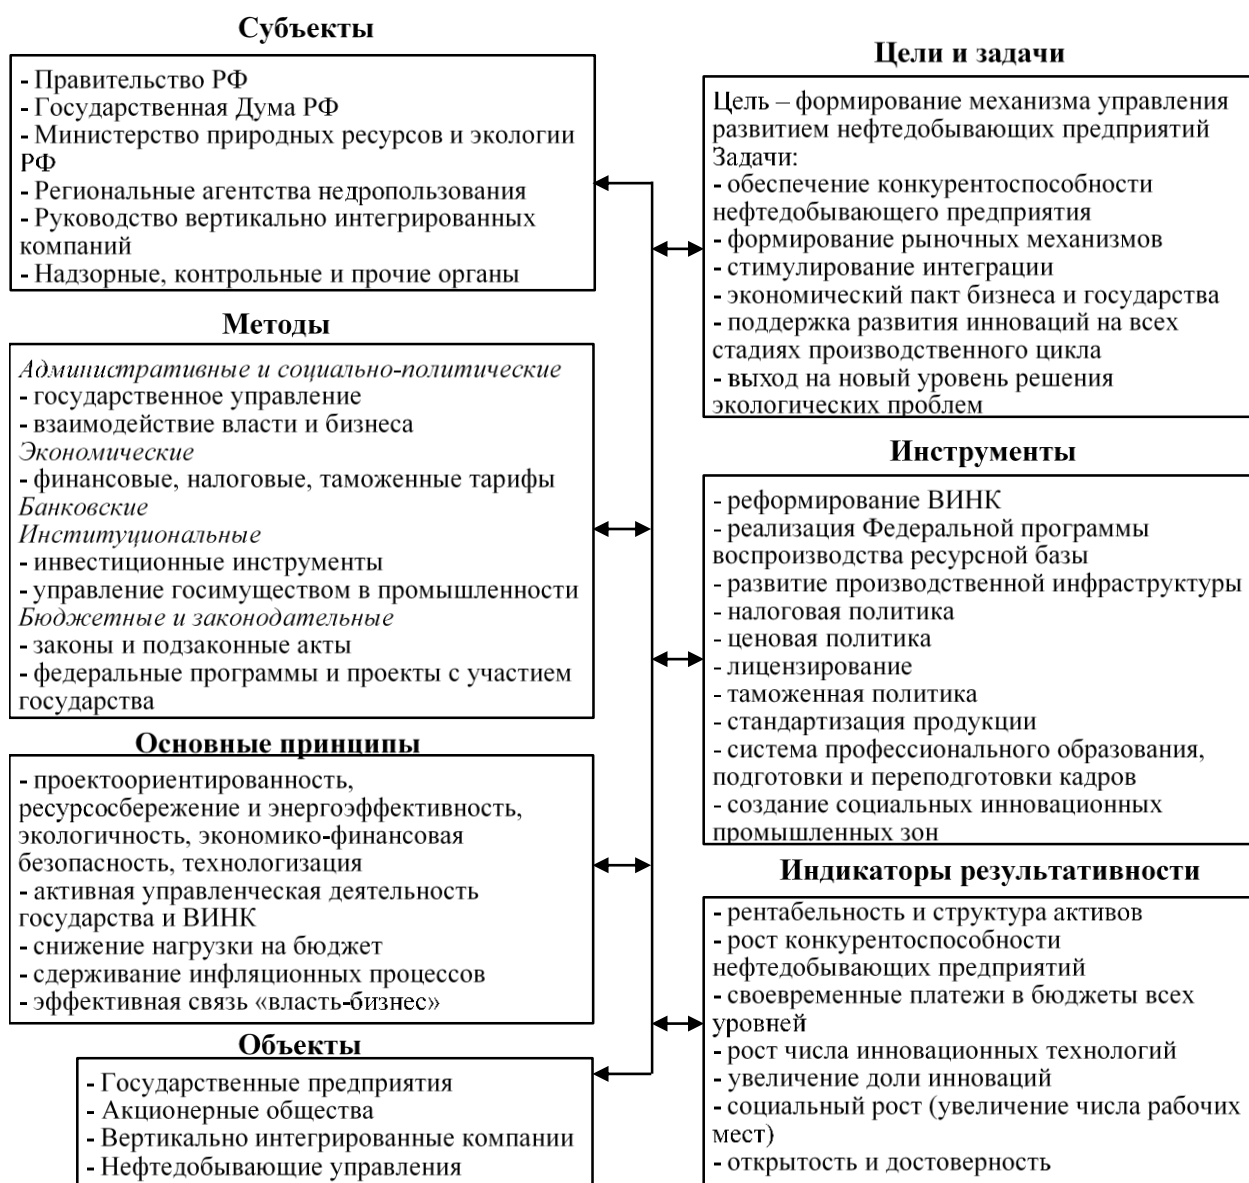 Субъекты
- Правительство РФ
- Государственная Дума РФ
- Министерство природных ресурсов и экологии
РФ
- Региональные агентства недропользования
- Руководство вертикально интегрированных
компаний
- Надзорные, контрольные и прочие органы
Методы
Административные и социально-политические
- государственное управление
- взаимодействие власти и бизнеса
Экономические
- финансовые, налоговые, таможенные тарифы
Банковские
Институциональные
- инвестиционные инструменты
- управление госимуществом в промышленности
Бюджетные и законодательные
- законы и подзаконные акты
- федеральные программы и проекты с участием
государства
Основные принципы
- проектоориентированность,
ресурсосбережение и энергоэффективность,
экологичность, экономико-финансовая
безопасность, технологизация
- активная управленческая деятельность
государства и ВИНК
- снижение нагрузки на бюджет
- сдерживание инфляционных процессов
- эффективная связь «власть-бизнес»
Объекты
- Государственные предприятия
- Акционерные общества
- Вертикально интегрированные компании
- Нефтедобывающие управления
Цели и задачи
Цель – формирование механизма управления
развитием нефтедобывающих предприятий
Задачи:
- обеспечение конкурентоспособности
нефтедобывающего предприятия
- формирование рыночных механизмов
- стимулирование интеграции
- экономический пакт бизнеса и государства
- поддержка развития инноваций на всех
стадиях производственного цикла
- выход на новый уровень решения
экологических проблем
Инструменты
- реформирование ВИНК
- реализация Федеральной программы
воспроизводства ресурсной базы
- развитие производственной инфраструктуры
- налоговая политика
- ценовая политика
- лицензирование
- таможенная политика
- стандартизация продукции
- система профессионального образования,
подготовки и переподготовки кадров
- создание социальных инновационных
промышленных зон
Индикаторы результативности
- рентабельность и структура активов
- рост конкурентоспособности
нефтедобывающих предприятий
- своевременные платежи в бюджеты всех
уровней
- рост числа инновационных технологий
- увеличение доли инноваций
- социальный рост (увеличение числа рабочих
мест)
- открытость и достоверность